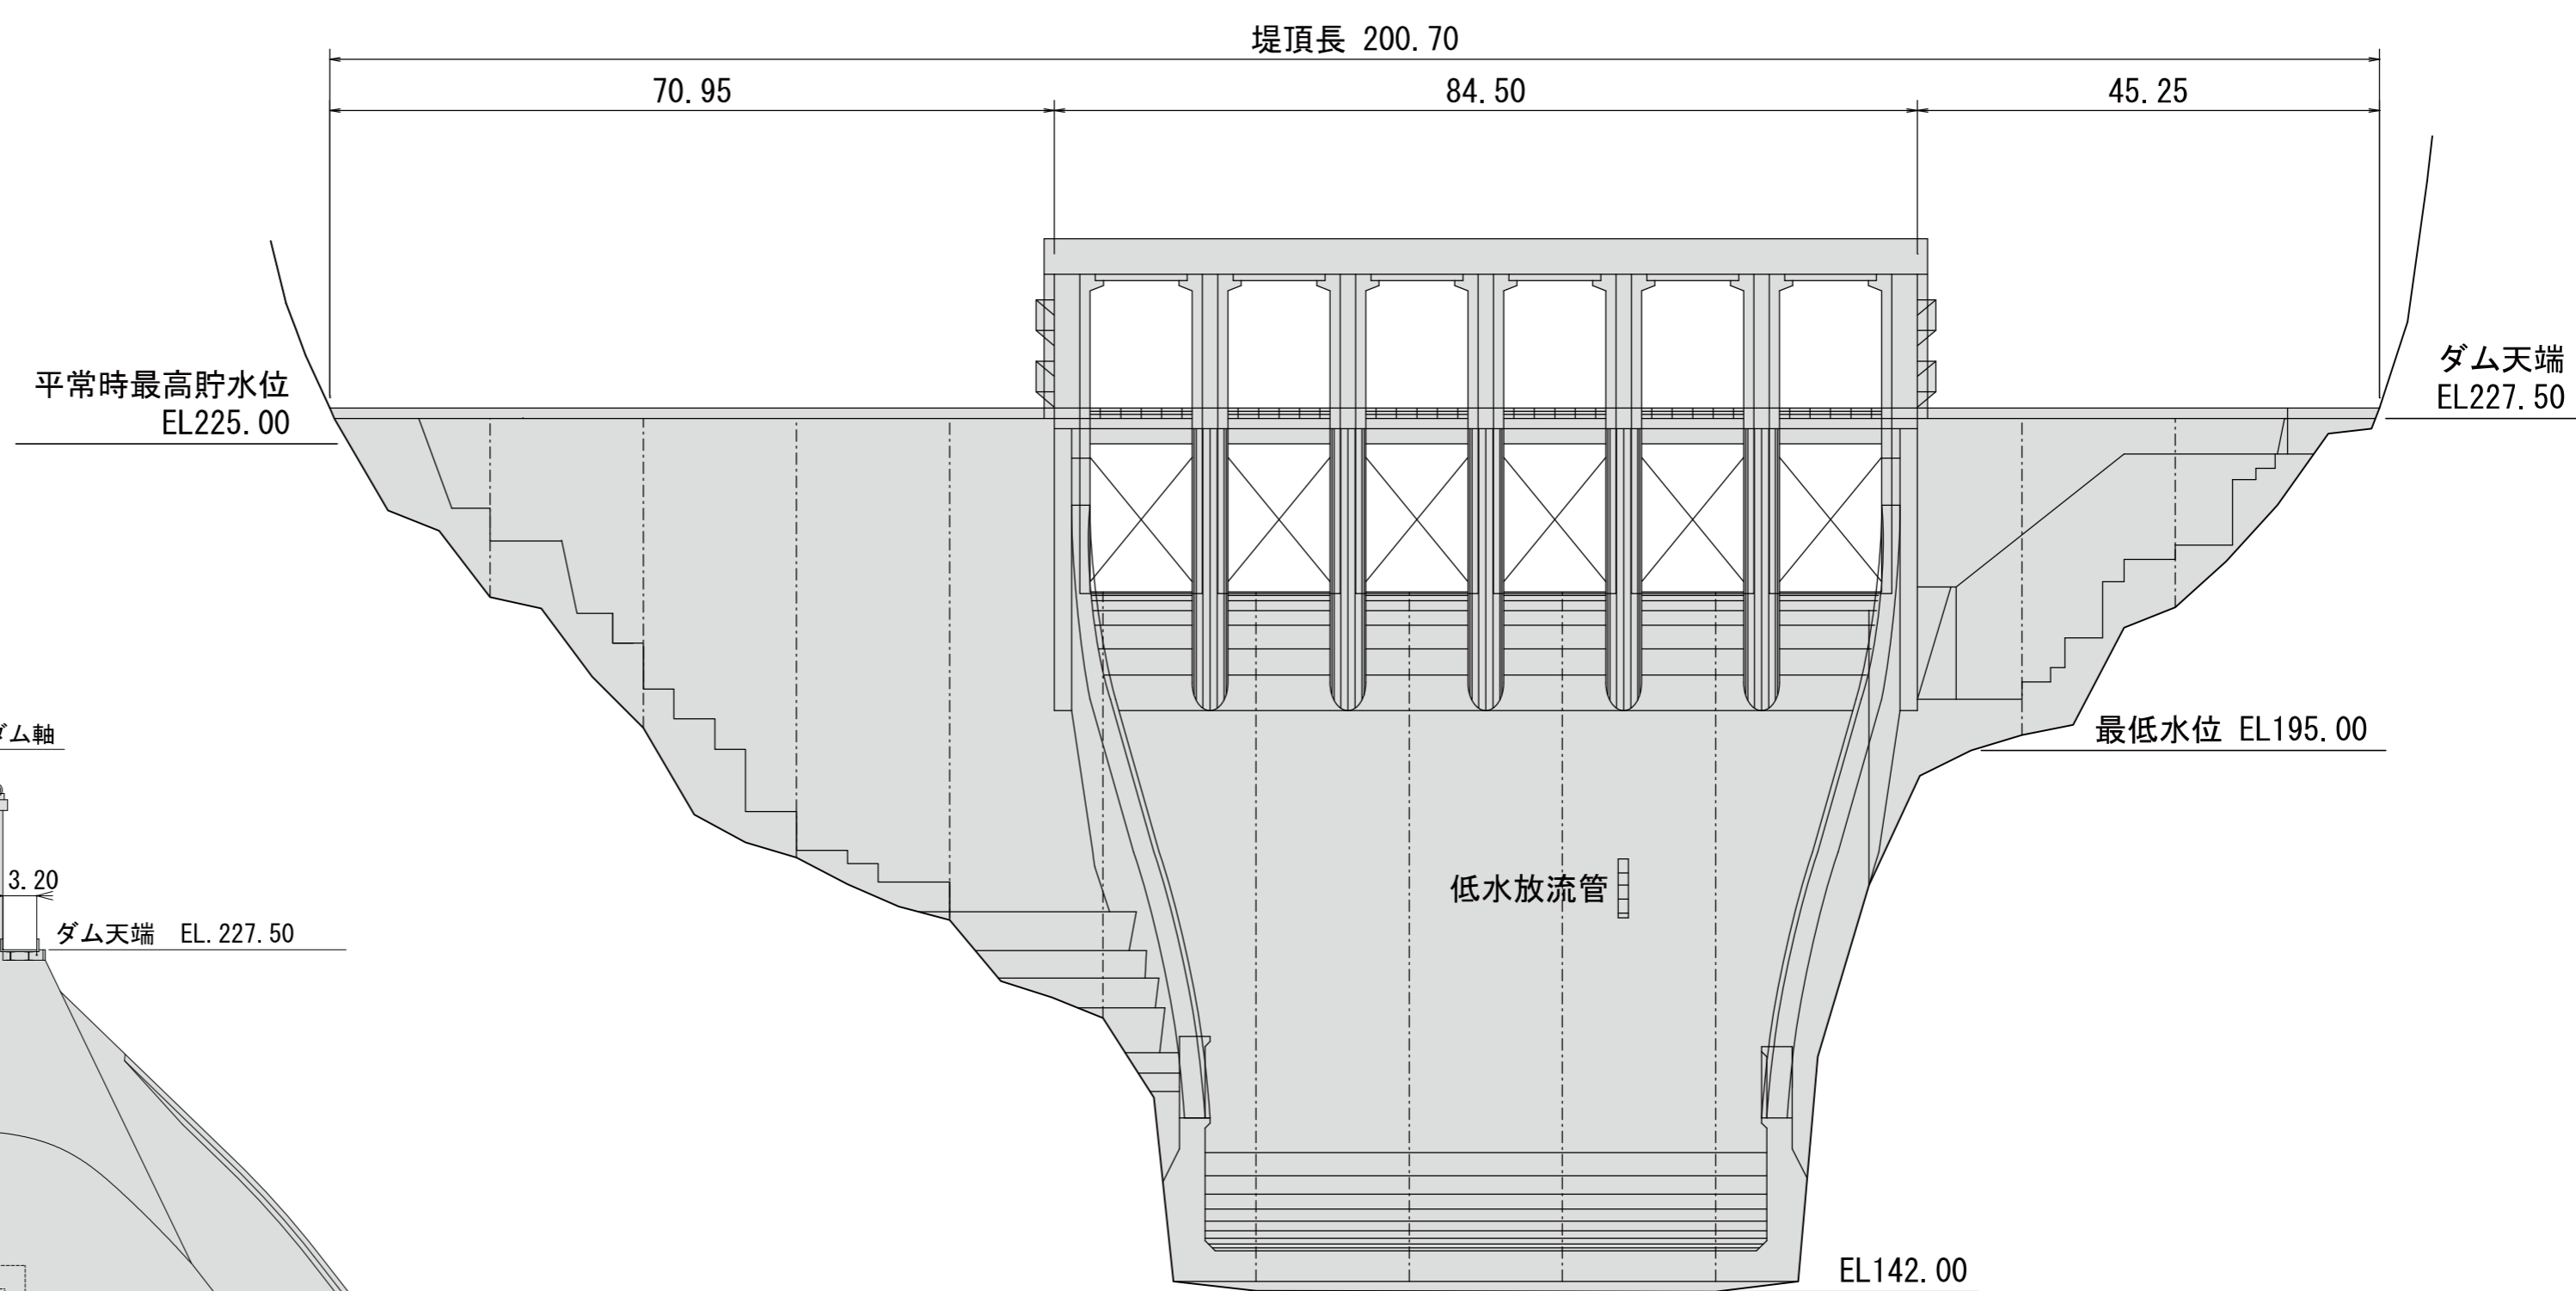 堤頂長 200.70
70.95
84.50
45.25
平常時最高貯水位
EL225.00
ダム天端
EL227.50
最低水位 EL195.00
ダム軸
3.20
ダム天端 EL.227.50
低水放流管
EL142.00